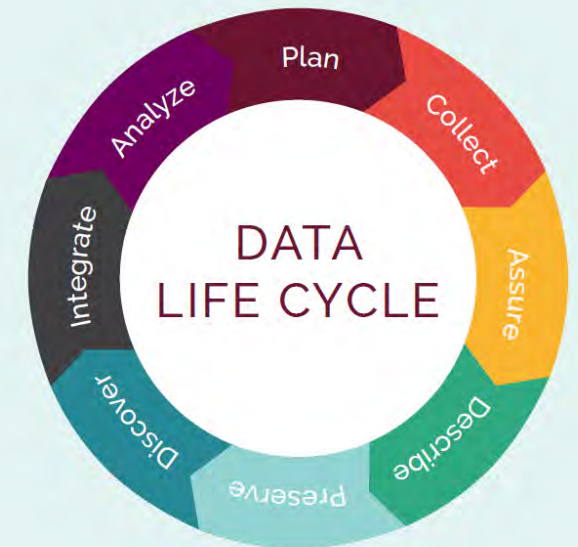 DATA
LIFE CYCLE
Plan
Collect
Assure
Describe
Preserve
Discover
Integrate
Analyze